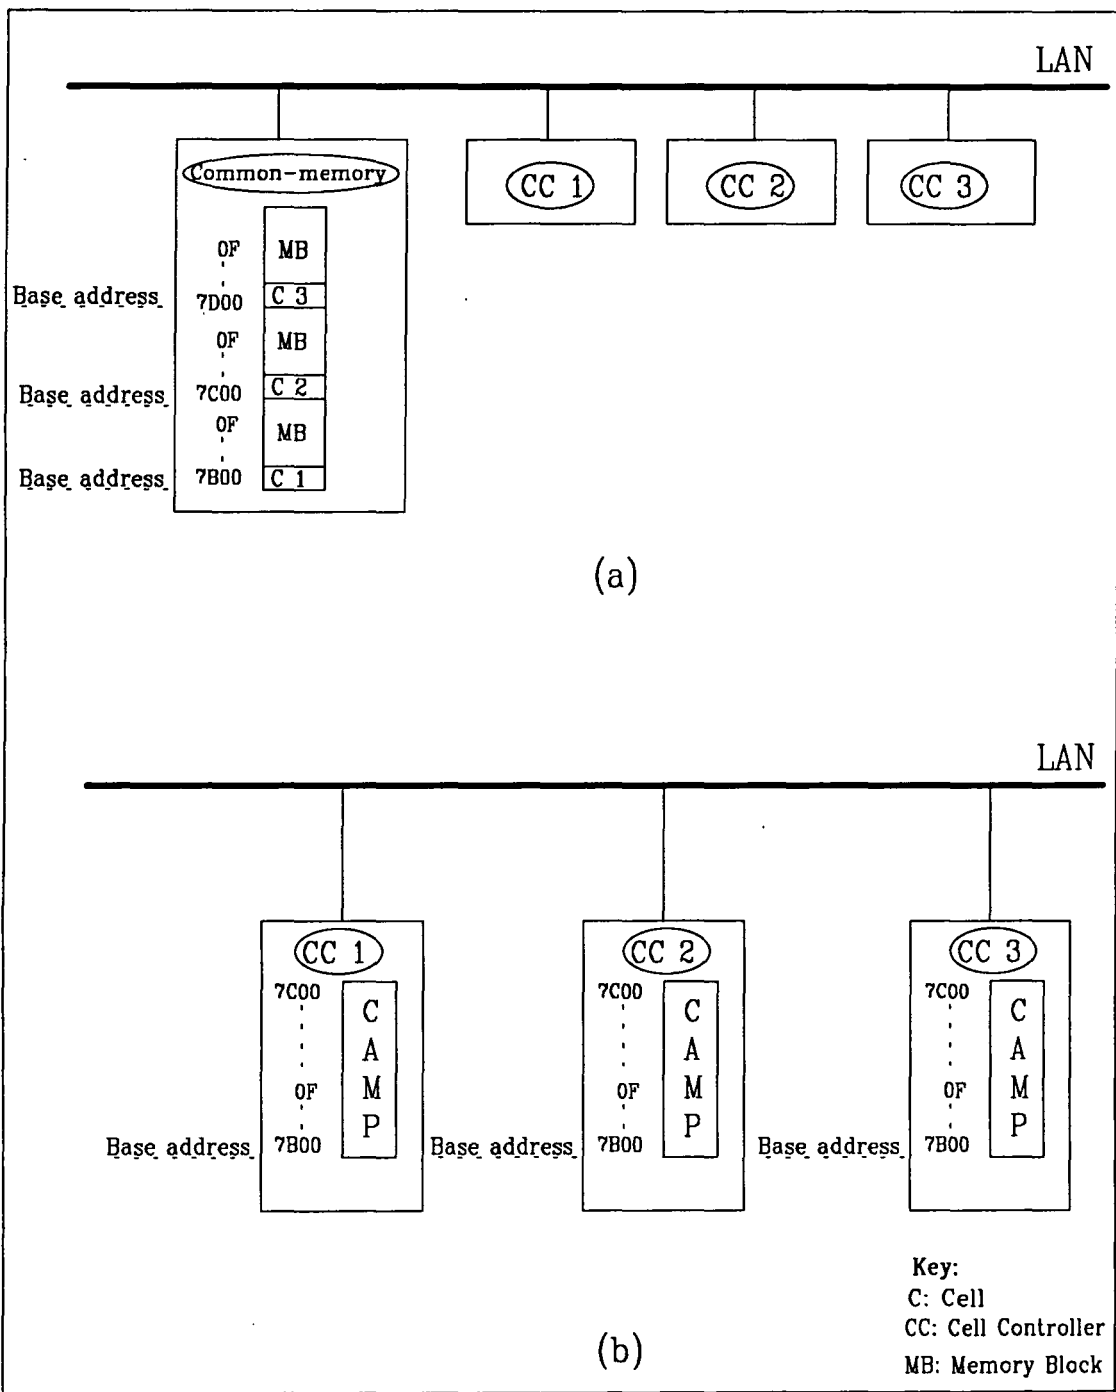 LAN
Common-memory
CC 1
CC 2
CC 3
0F
MB
Base address
7D00
C 3
0F
MB
Base address
7C00
C 2
0F
MB
Base address
7B00
C 1
(a)
LAN
CC 1
CC 2
CC 3
7C00
C
A
M
P
0F
Base address
7B00
7C00
C
A
M
P
0F
Base address
7B00
7C00
C
A
M
P
0F
Base address
7B00
Key:
C: Cell
CC: Cell Controller
MB: Memory Block
(b)